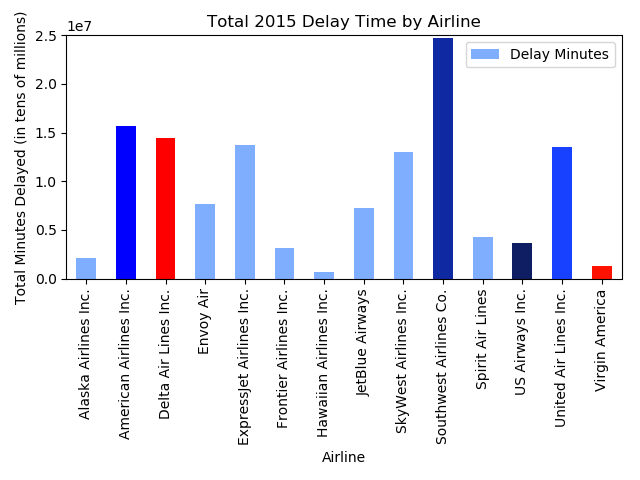 Total 2015 Delay Time by Airline
1e7
Delay Minutes
Total Minutes Delayed (in tens of millions)
2.5
2.0
1.5
1.0
0.5
0.0
Alaska Airlines Inc.
American Airlines Inc.
Delta Air Lines Inc.
Envoy Air
ExpressJet Airlines Inc.
Frontier Airlines Inc.
Hawaiian Airlines Inc.
JetBlue Airways
SkyWest Airlines Inc.
Southwest Airlines Co.
Spirit Air Lines
US Airways Inc.
United Air Lines Inc.
Virgin America
Airline